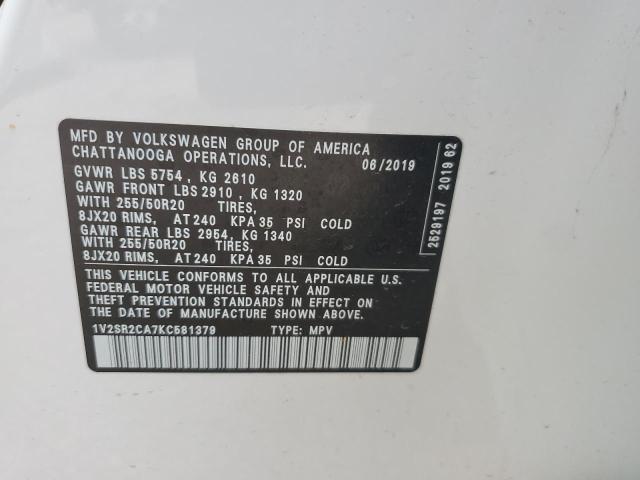 MFD BY VOLKSWAGEN GROUP OF AMERICA
CHATTANOOGA OPERATIONS, LLC. 06/2019
GVWR LBS 5754 , KG 2610
GAWR FRONT LBS 2910 , KG 1320
WITH 255/50R20 TIRES,
8JX20 RIMS, AT 240 KPA 35 PSI COLD
GAWR REAR LBS 2954, KG 1340
WITH 255/50R20 TIRES,
8JX20 RIMS, AT 240 KPA 35 PSI COLD
THIS VEHICLE CONFORMS TO ALL APPLICABLE U.S.
FEDERAL MOTOR VEHICLE SAFETY AND
THEFT PREVENTION STANDARDS IN EFFECT ON
THE DATE OF MANUFACTURE SHOWN ABOVE.
1V2SR2CA7KC581379 TYPE: MPV
2529197 2019 62